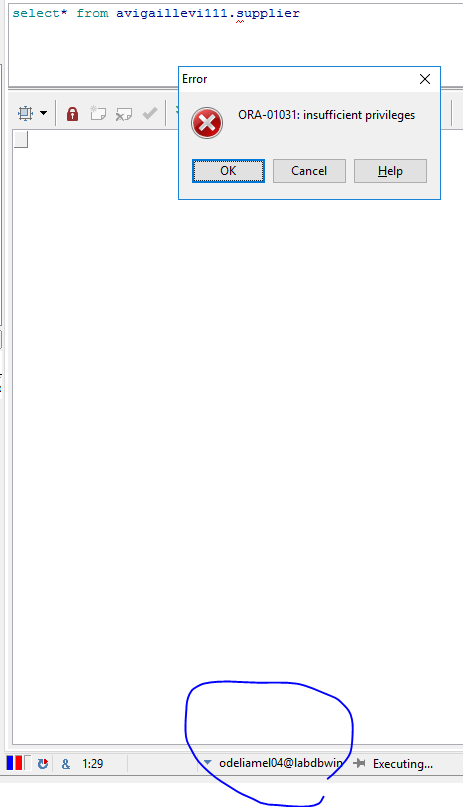 select* from avigaillevi111.supplier
Error
ORA-01031: insufficient privileges
OK Cancel Help
& 1:29 odeliamel04@labdbwin Executing...